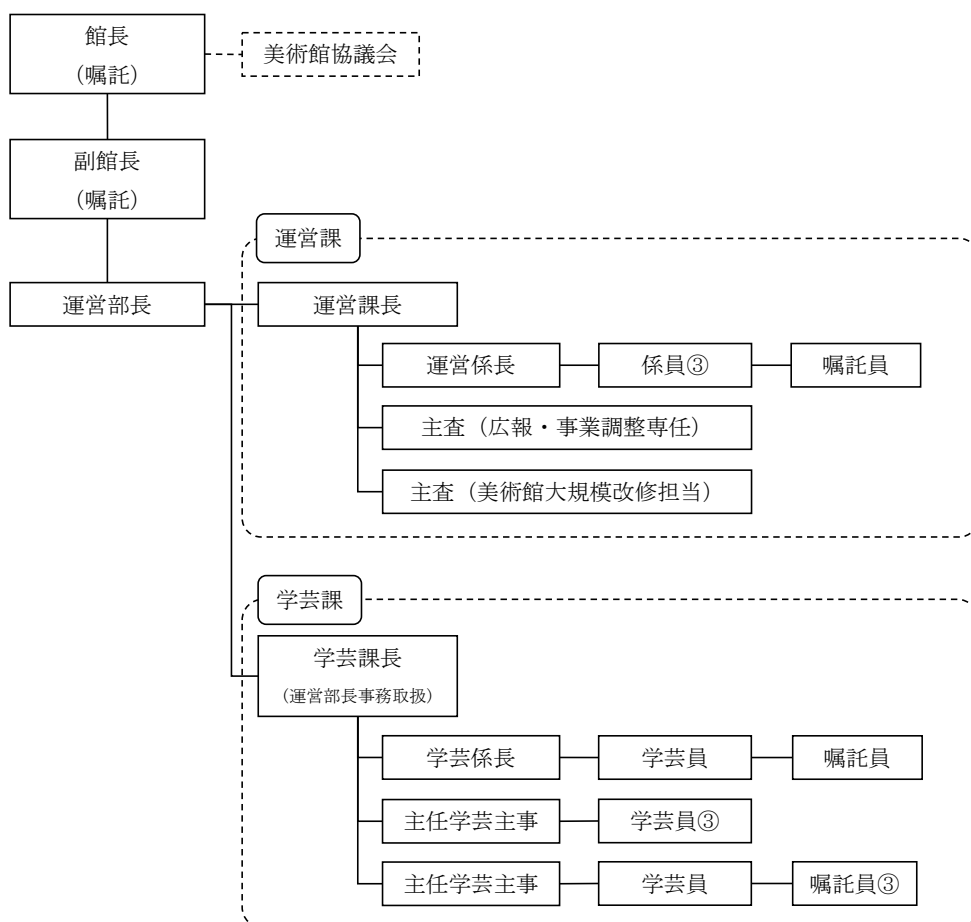 館長
(嘱託)
美術館協議会
副館長
(嘱託)
運営課
運営部長
運営課長
運営係長
係員③
嘱託員
主査（広報・事業調整専任）
主査（美術館大規模改修担当）
学芸課
学芸課長
（運営部長事務取扱）
学芸係長
学芸員
嘱託員
主任学芸主事
学芸員③
主任学芸主事
学芸員
嘱託員③